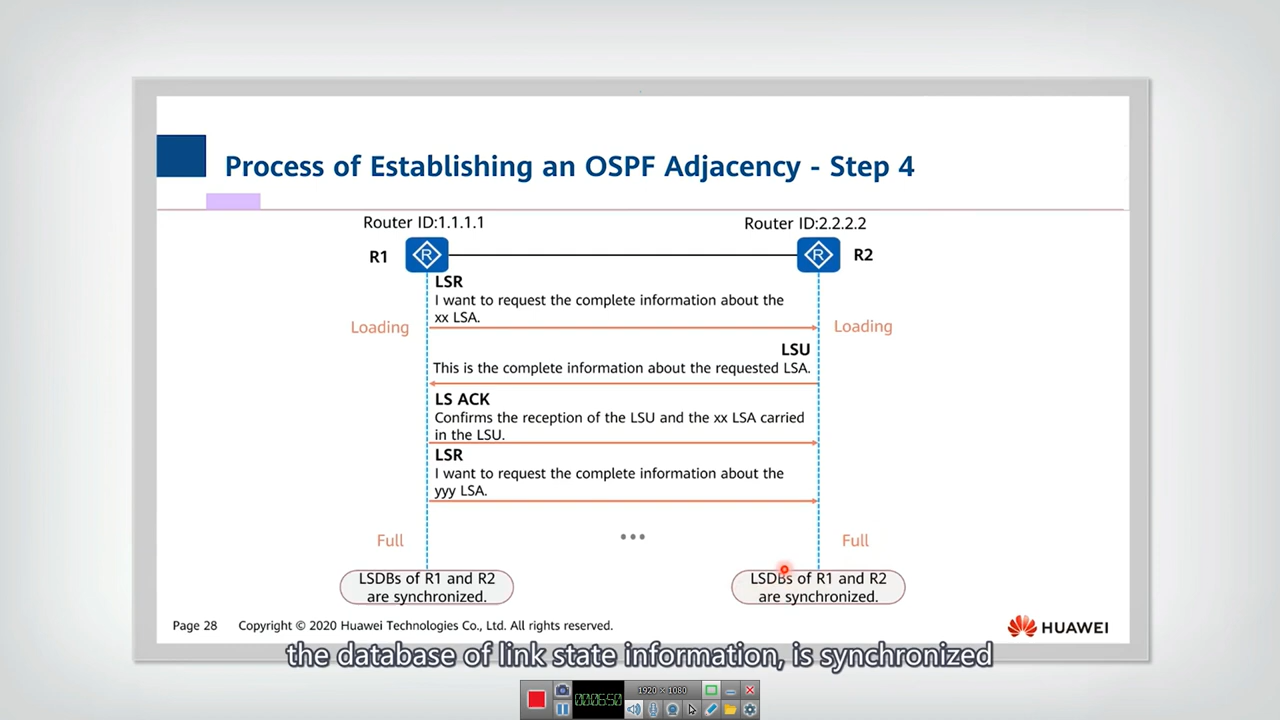 Process of Establishing an OSPF Adjacency - Step 4
Router ID:1.1.1.1
Router ID:2.2.2.2
R1
R
R
R2
LSR
I want to request the complete information about the
xx LSA.
Loading
Loading
LSU
This is the complete information about the requested LSA.
LS ACK
Confirms the reception of the LSU and the xx LSA carried
in the LSU.
LSR
I want to request the complete information about the
yyy LSA.
Full
•••
Full
LSDBs of R1 and R2
are synchronized.
LSDBs of R1 and R2
are synchronized.
Page 28
Copyright © 2020 Huawei Technologies Co., Ltd. All rights reserved.
HUAWEI
the database of link state information, is synchronized
00:06:50
1920 × 1080